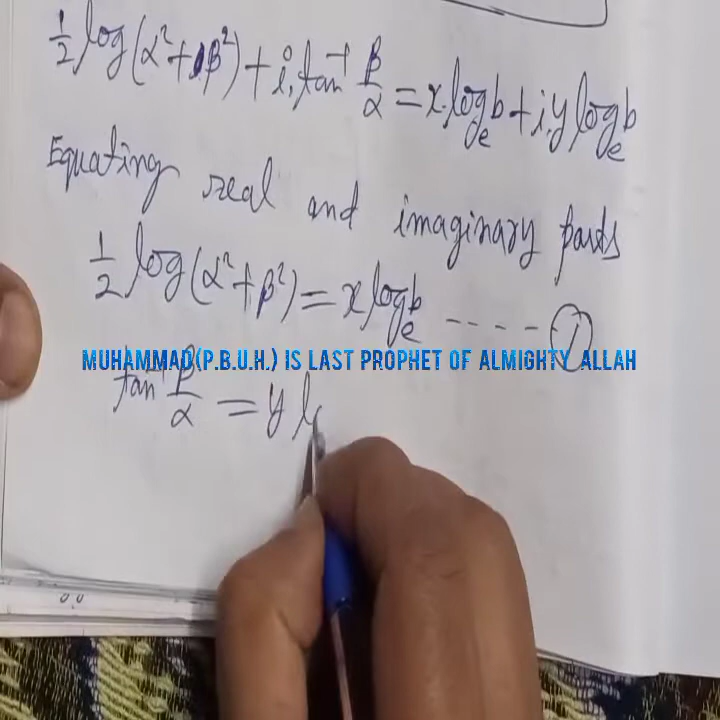 ½ log(α²+β²)+i.tan⁻¹ β/α = x.logₑb+i.y logₑb
Equating real and imaginary parts
½ log(α²+β²)=x logₑb ----- ①
MUHAMMAD(P.B.U.H.) IS LAST PROPHET OF ALMIGHTY ALLAH
tan⁻¹ β/α = y lo